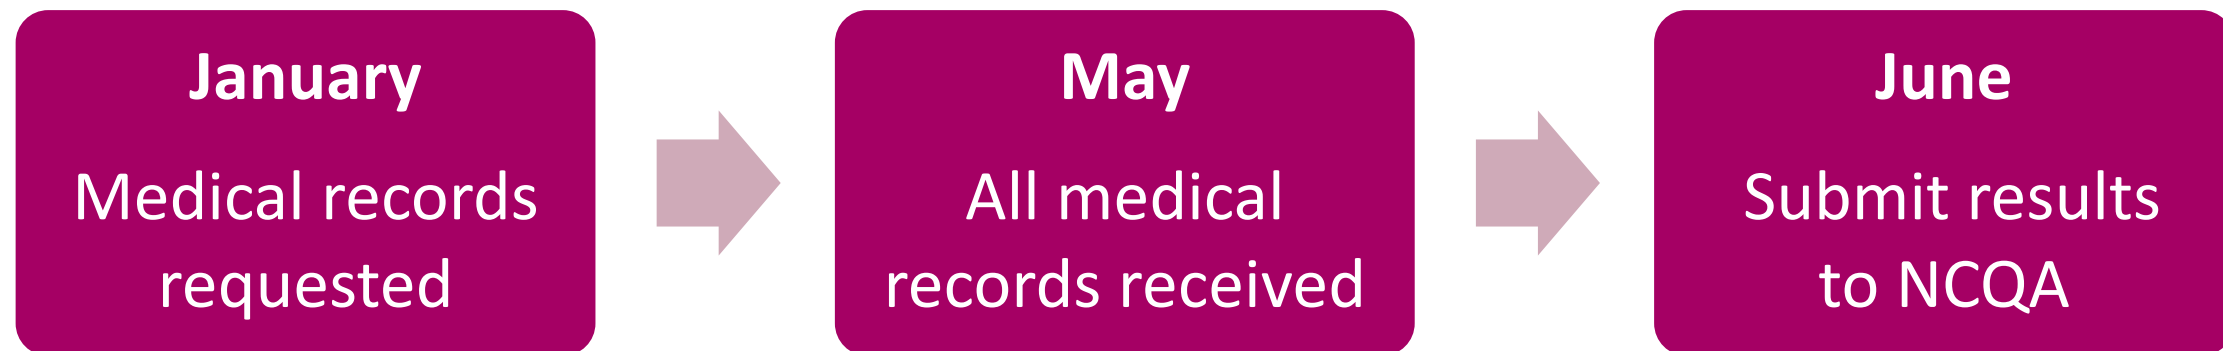 January
Medical records
requested
May
All medical
records received
June
Submit results
to NCQA